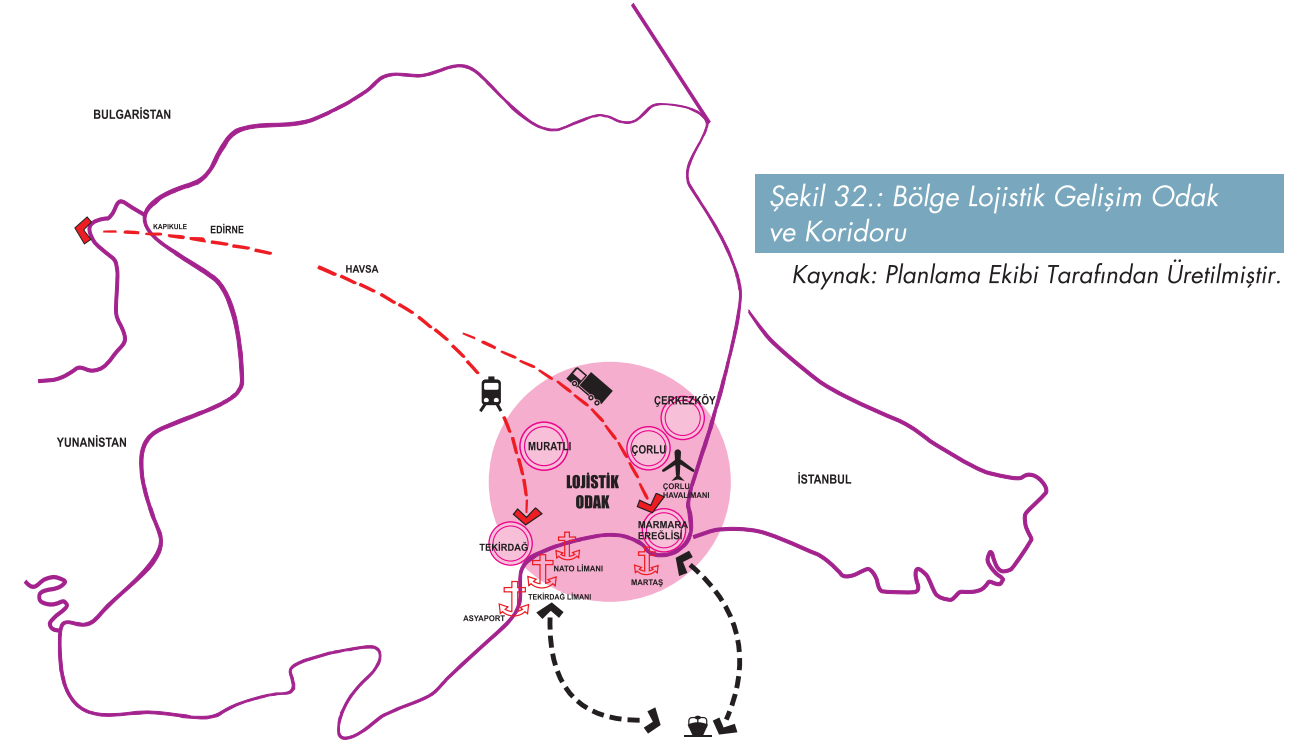 BULGARİSTAN
Şekil 32.: Bölge Lojistik Gelişim Odak
ve Koridoru
Kaynak: Planlama Ekibi Tarafından Üretilmiştir.
KAPIKULE
EDİRNE
HAVSA
YUNANİSTAN
ÇERKEZKÖY
MURATLI
ÇORLU
İSTANBUL
LOJİSTİK
ODAK
ÇORLU
HAVALİMANI
MARMARA
EREĞLİSİ
TEKİRDAĞ
NATO LİMANI
MARTAŞ
TEKİRDAG LİMANI
ASYAPORT